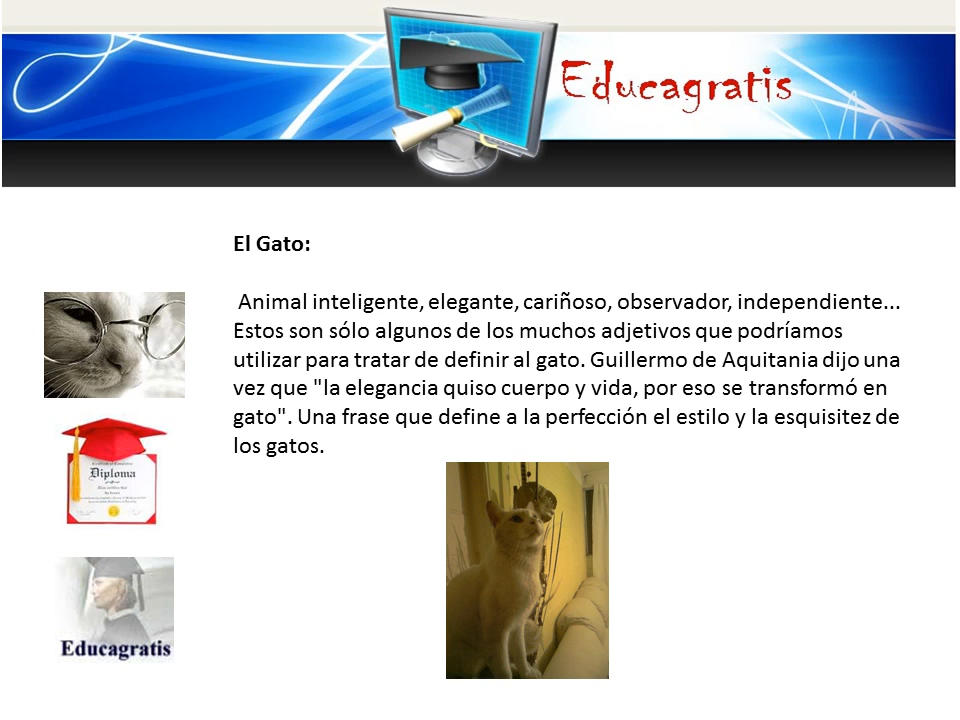 Educagratis
El Gato:
Animal inteligente, elegante, cariñoso, observador, independiente...
Estos son sólo algunos de los muchos adjetivos que podríamos
utilizar para tratar de definir al gato. Guillermo de Aquitania dijo una
vez que "la elegancia quiso cuerpo y vida, por eso se transformó en
gato". Una frase que define a la perfección el estilo y la esquisitez de
los gatos.
Diploma
Educagratis